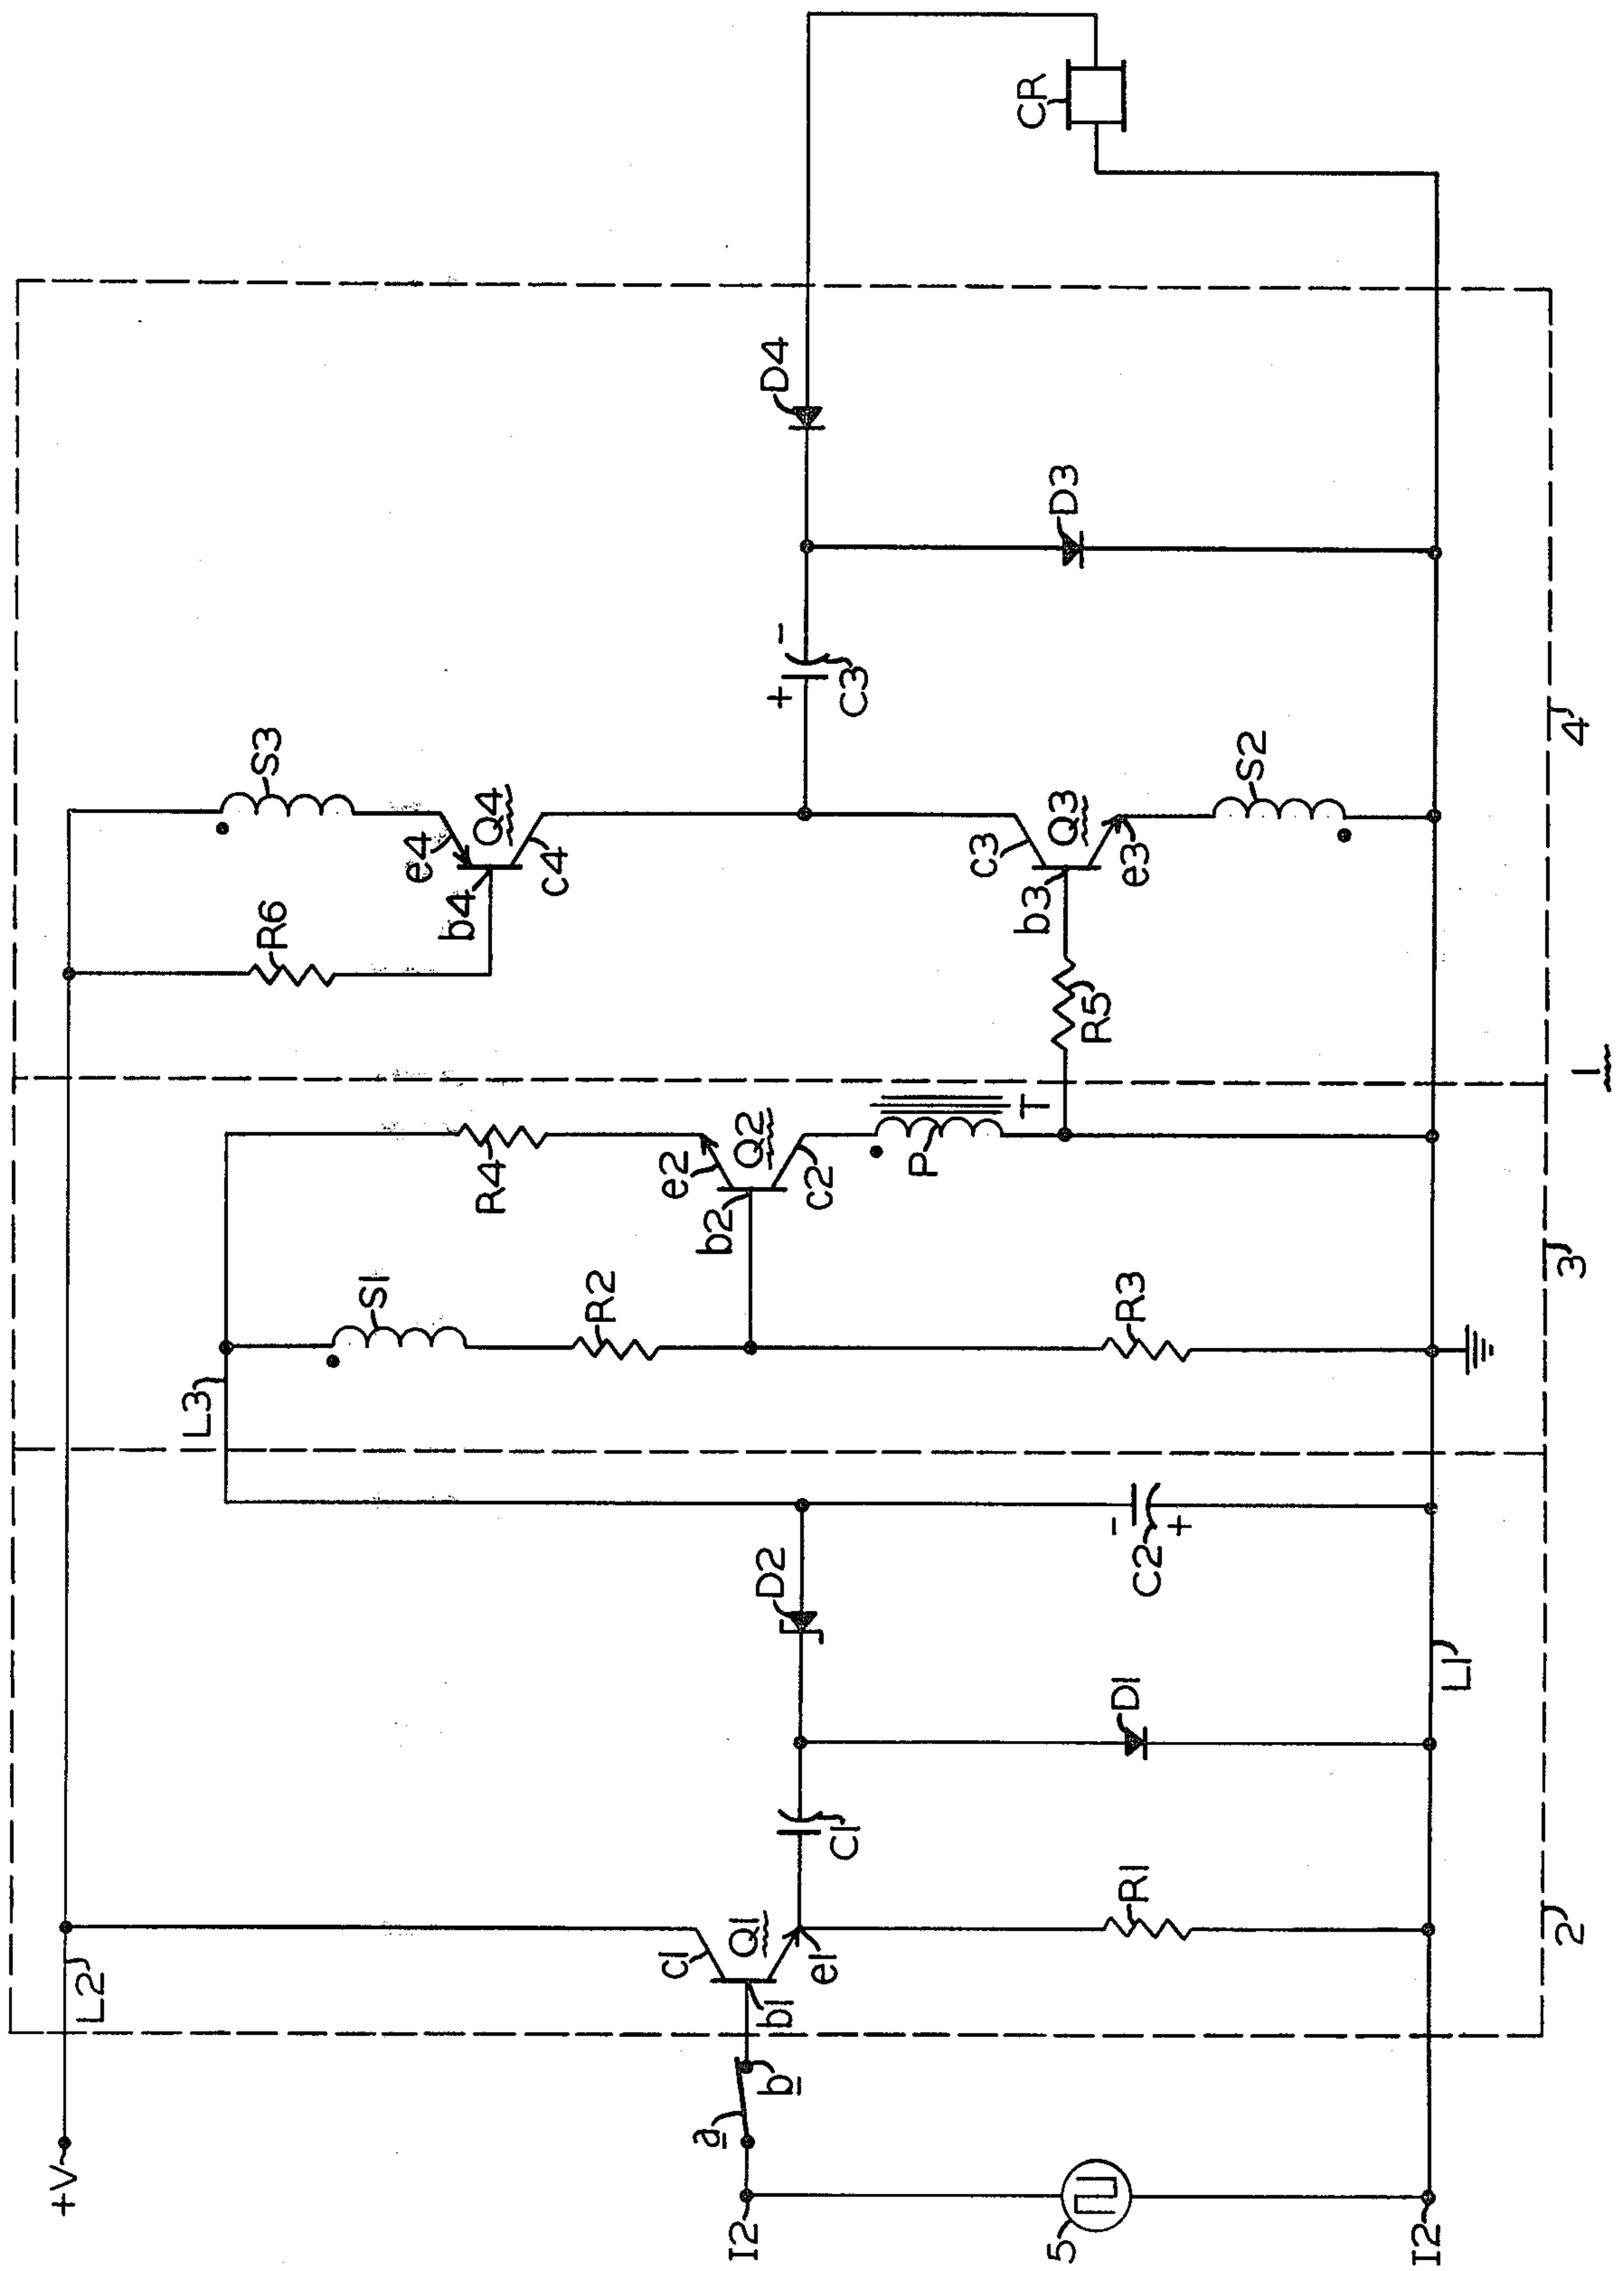 +V
L2
I2
5
I2
a
b
b1
c1
Q1
e1
R1
C1
D1
D2
C2
-
+
L1
2
L3
S1
R2
R3
R4
e2
b2
Q2
c2
P
T
3
1
R6
R5
S3
e4
b4
Q4
c4
c3
b3
Q3
e3
S2
+
-
C3
D3
D4
4
CR